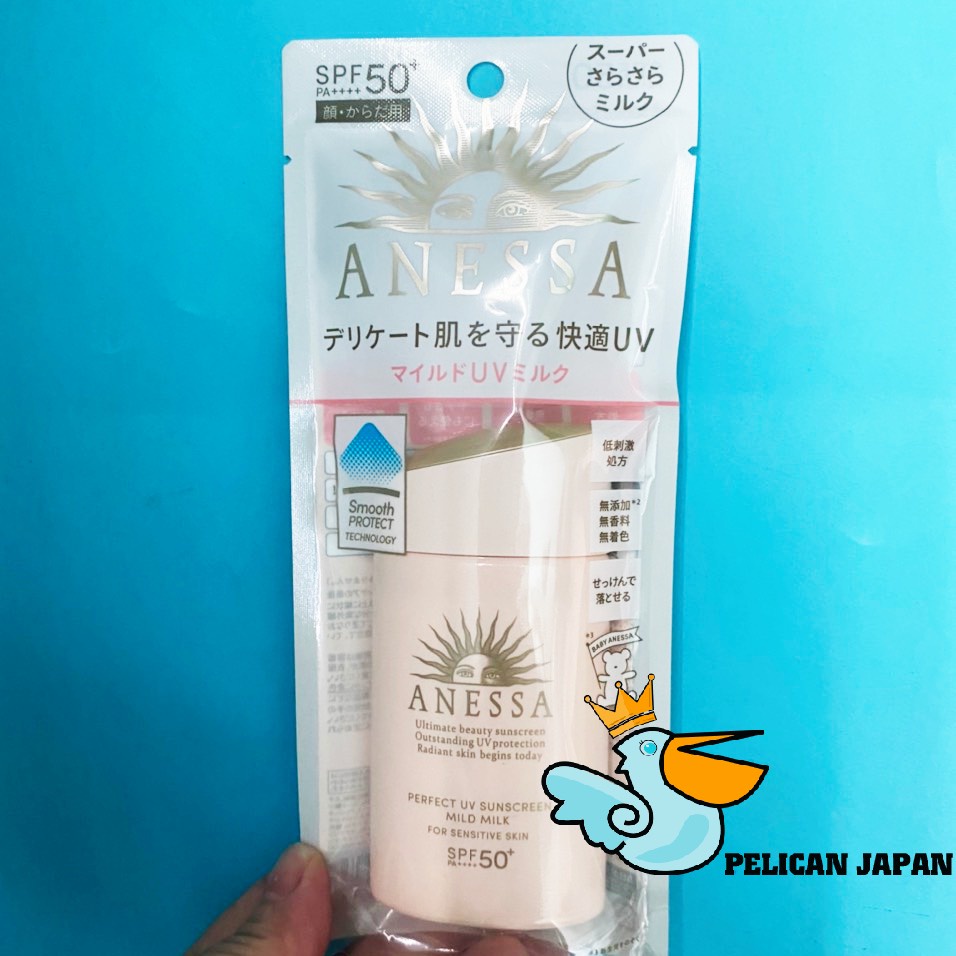 SPF50+
PA++++
顔・からだ用
スーパー
さらさら
ミルク
ANESSA
デリケート肌を守る快適UV
マイルドUVミルク
Smooth
PROTECT
TECHNOLOGY
低刺激
処方
無添加*2
無香料
無着色
せっけんで
落とせる
*3
BABY ANESSA
ANESSA
Ultimate beauty sunscreen
Outstanding UV protection
Radiant skin begins today
PERFECT UV SUNSCREEN
MILD MILK
FOR SENSITIVE SKIN
SPF50+
PA++++
PELICAN JAPAN